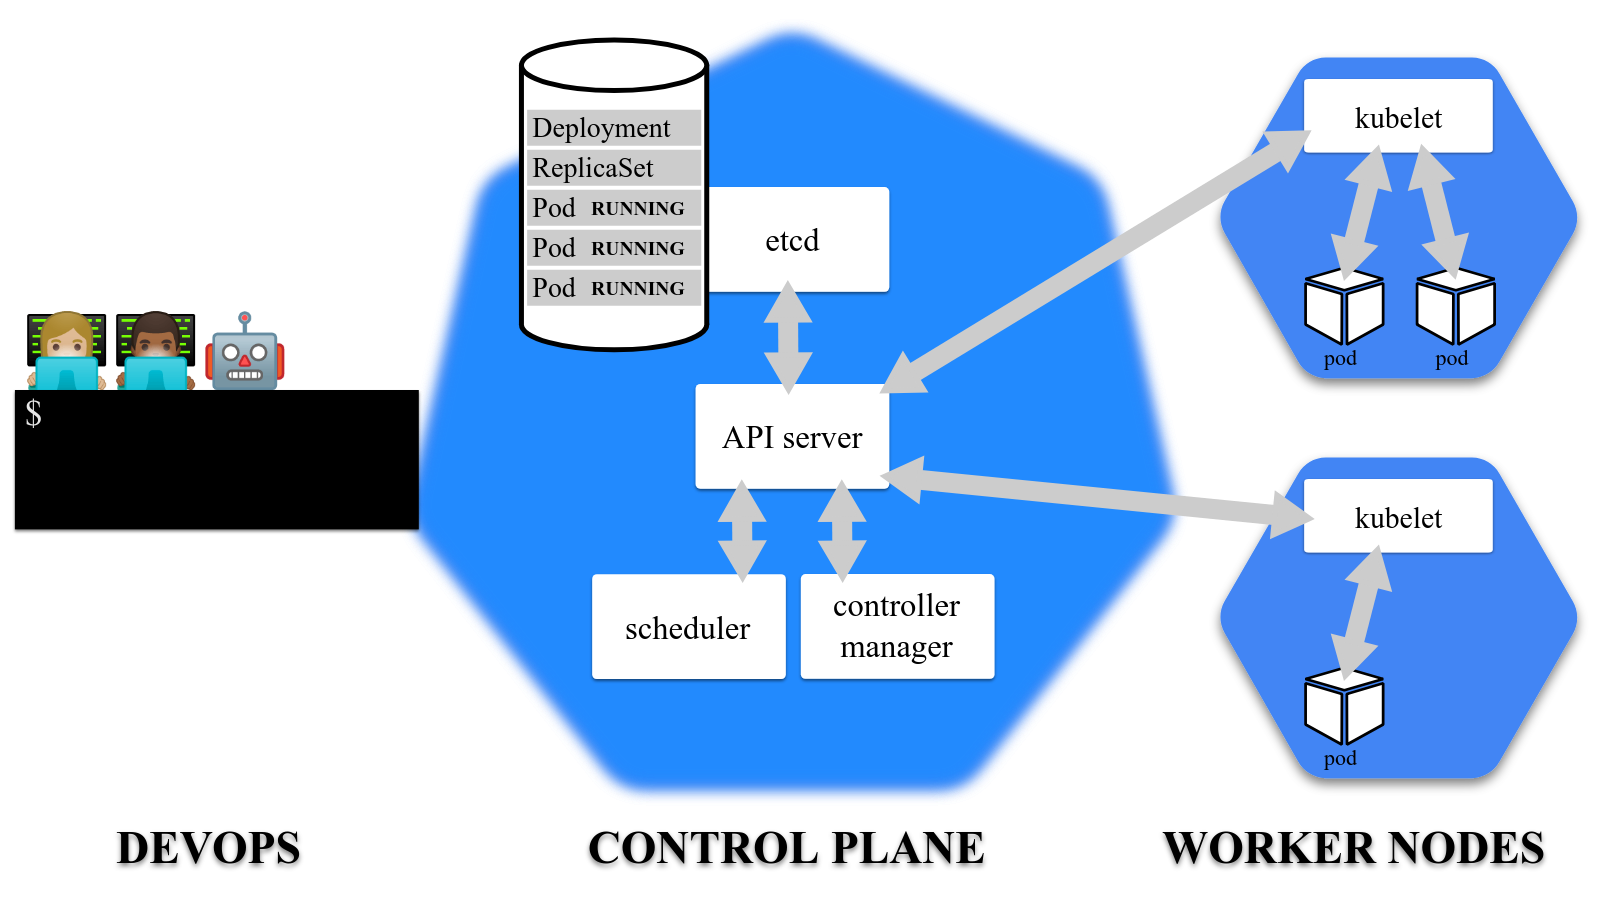 Deployment
ReplicaSet
Pod RUNNING
Pod RUNNING
Pod RUNNING
etcd
API server
scheduler
controller
manager
$
kubelet
pod
pod
kubelet
pod
DEVOPS
CONTROL PLANE
WORKER NODES